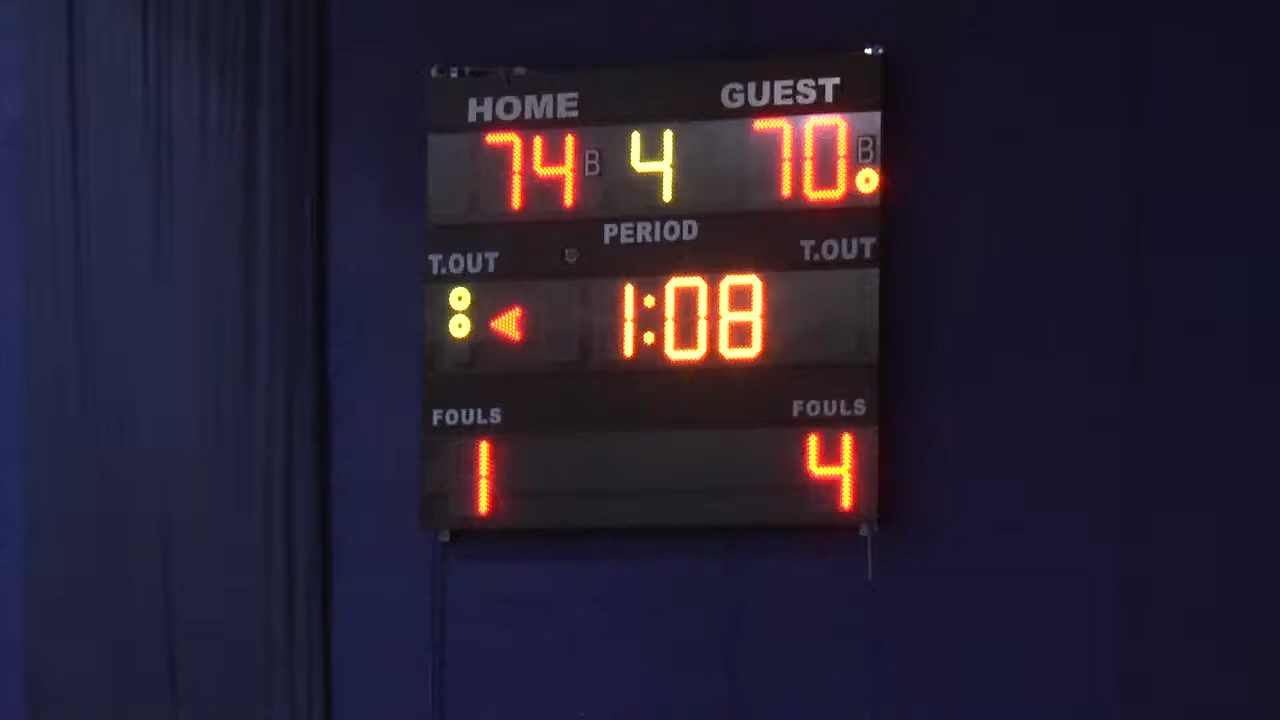 HOME GUEST
74 B 4 70 B
PERIOD
T.OUT T.OUT
1:08
FOULS FOULS
1 4